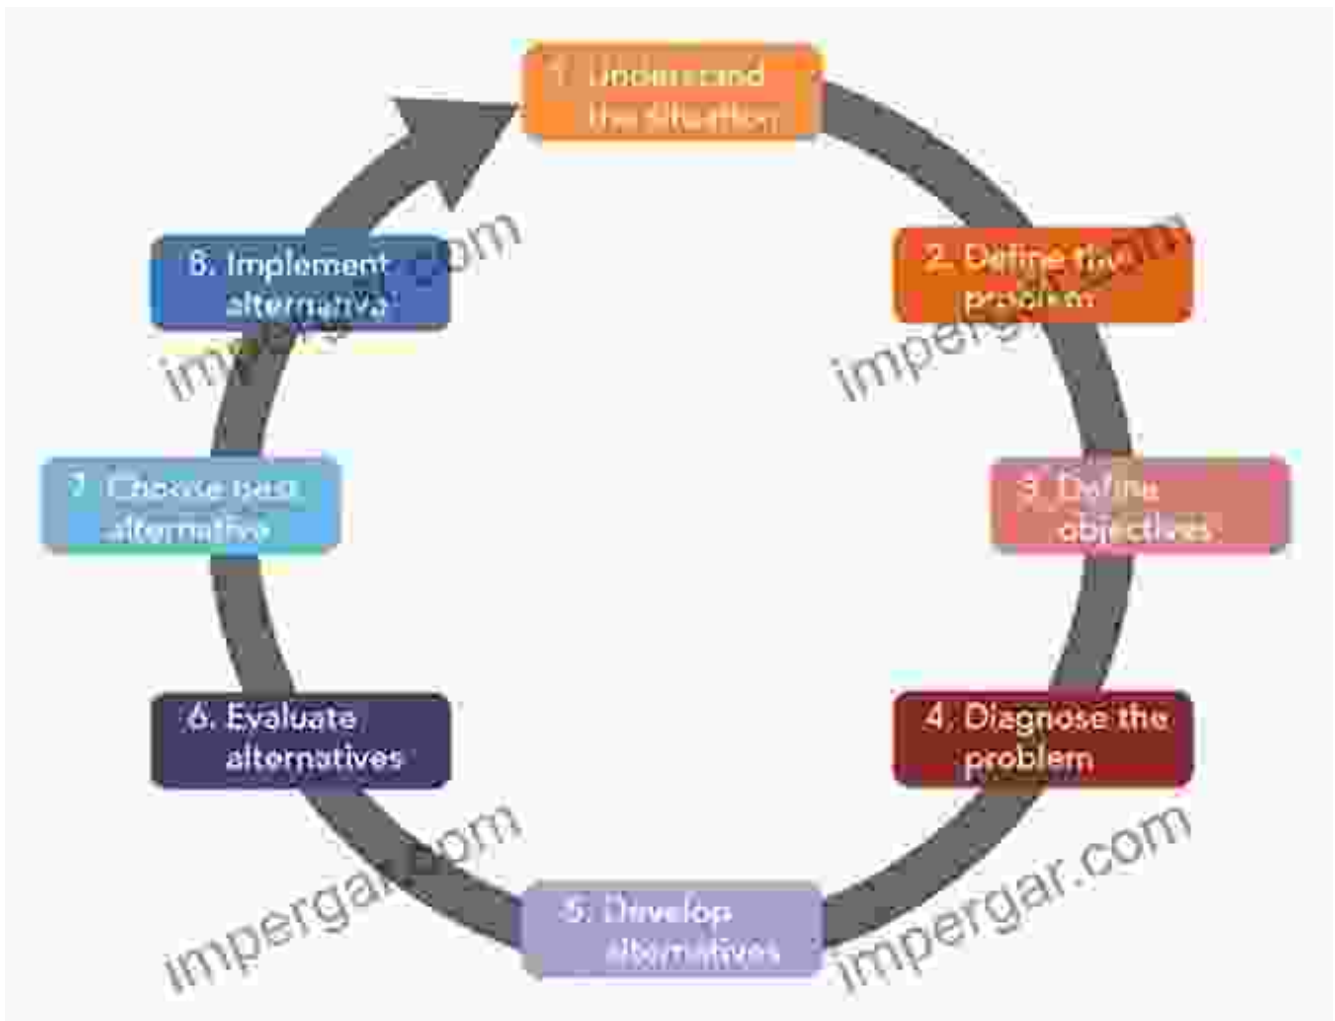 1. Understand
the situation
2. Define the
problem
3. Define
objectives
4. Diagnose the
problem
5. Develop
alternatives
6. Evaluate
alternatives
7. Choose best
alternative
8. Implement
alternative
impergar.com
impergar.com
impergar.com
impergar.com